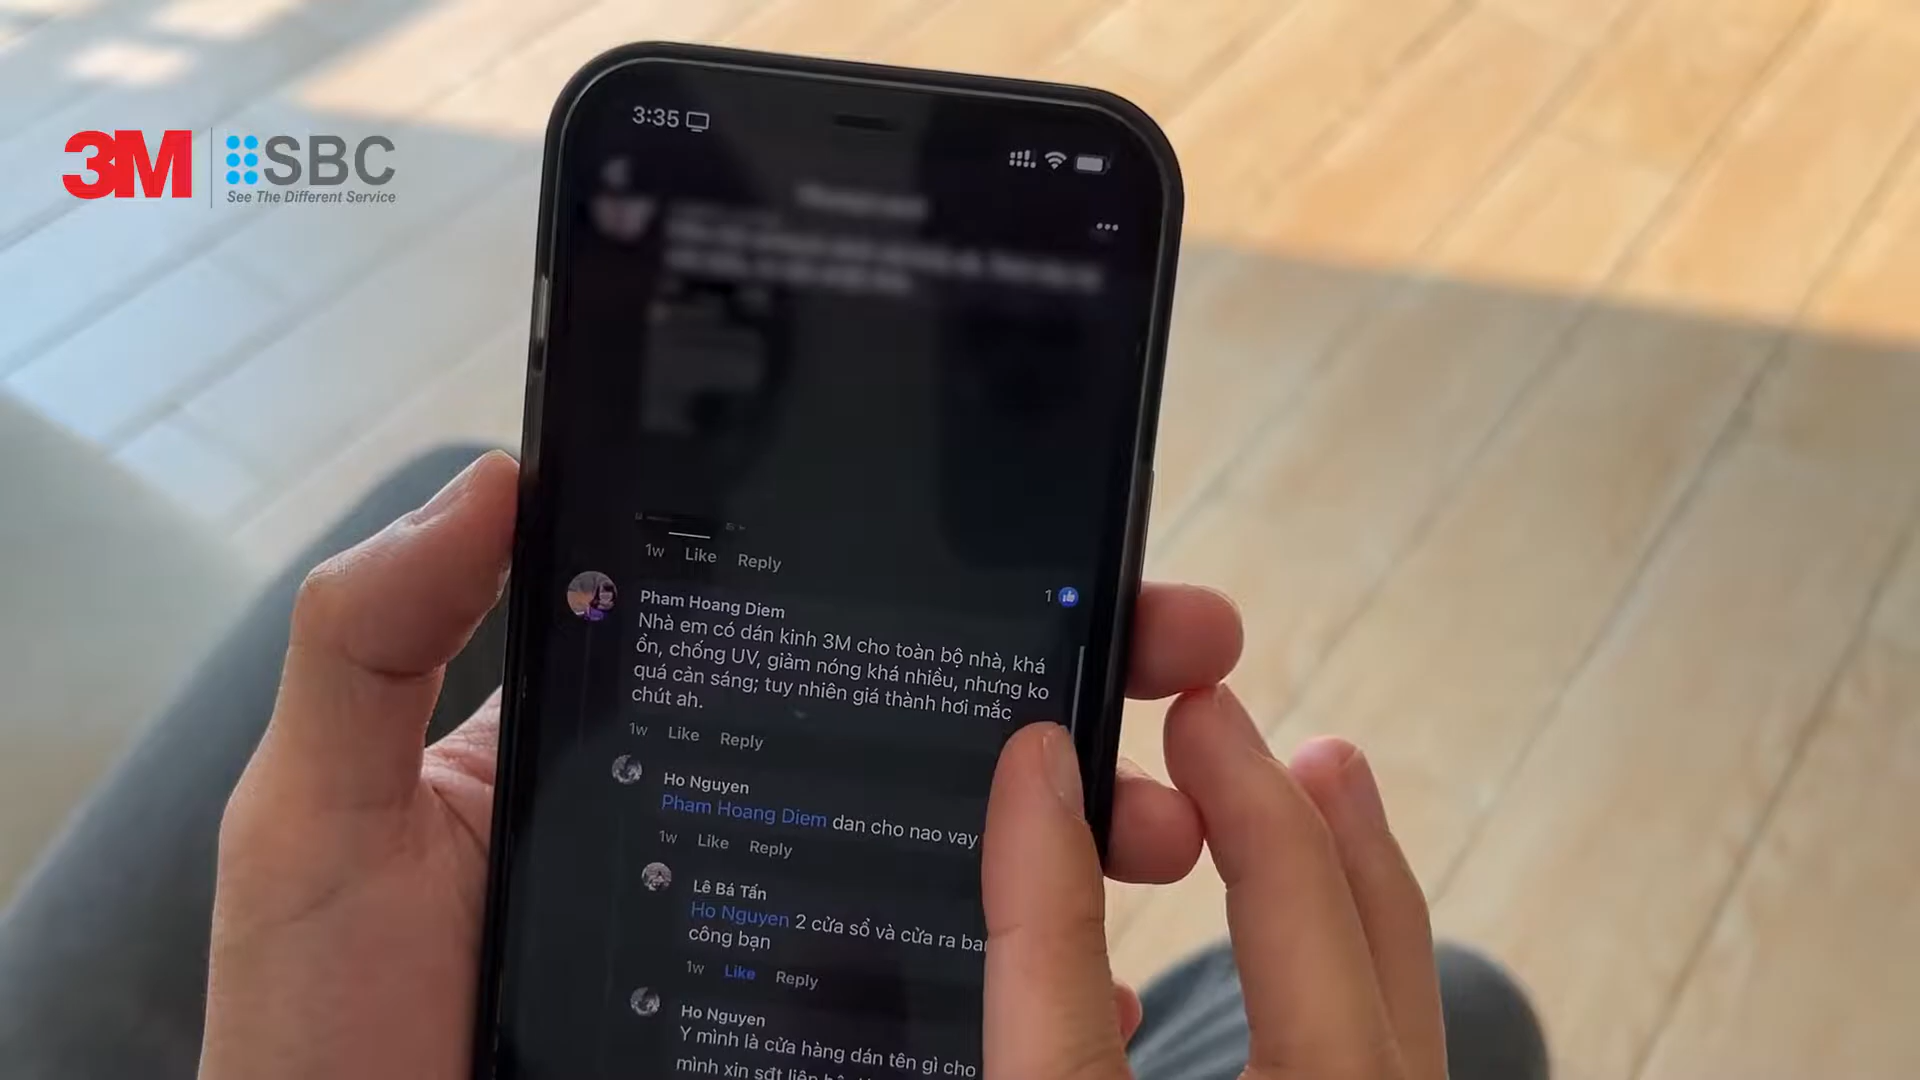 3M SBC
See The Different Service
3:35
1w Like Reply
Pham Hoang Diem
1
Nhà em có dán kinh 3M cho toàn bộ nhà, khá
ổn, chống UV, giảm nóng khá nhiều, nhưng ko
quá cản sáng; tuy nhiên giá thành hơi mắc
chút ah.
1w Like Reply
Ho Nguyen
Pham Hoang Diem dan cho nao vay
1w Like Reply
Lê Bá Tấn
Ho Nguyen 2 cửa sổ và cửa ra
công bạn
1w Like Reply
Ho Nguyen
Y mình là cửa hàng dán tên gì cho
mình xin sđt